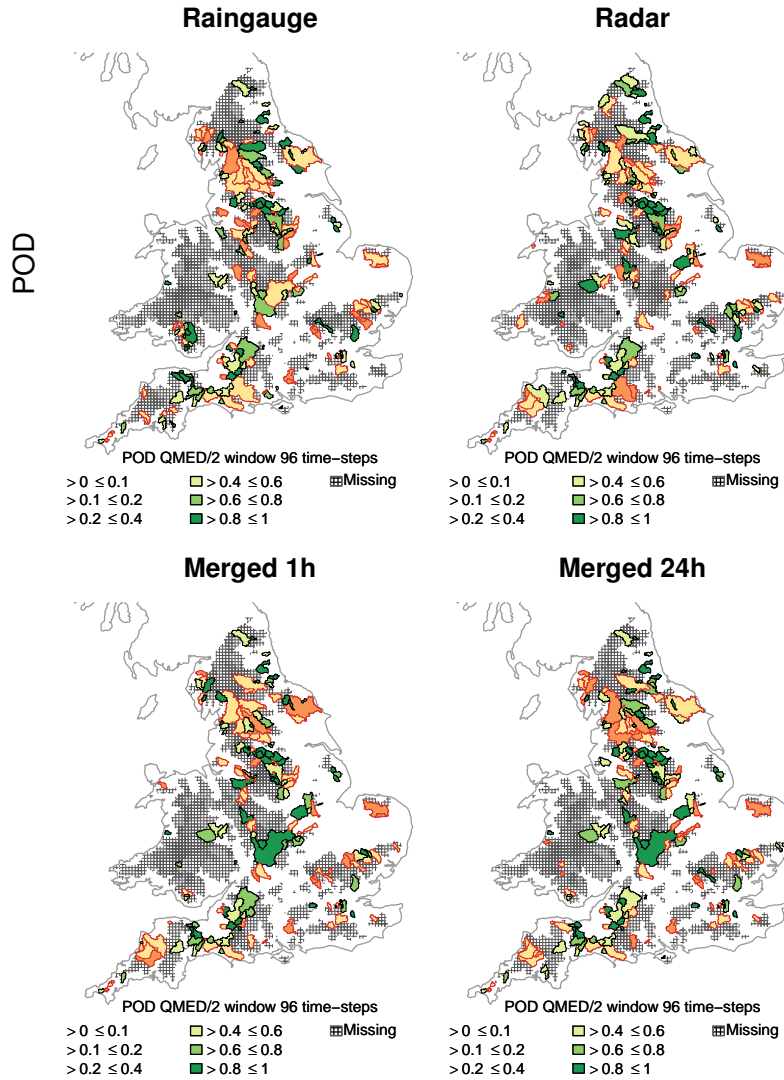 Raingauge
Radar
POD
POD QMED/2 window 96 time−steps
> 0 ≤ 0.1 > 0.4 ≤ 0.6 Missing
> 0.1 ≤ 0.2 > 0.6 ≤ 0.8
> 0.2 ≤ 0.4 > 0.8 ≤ 1
POD QMED/2 window 96 time−steps
> 0 ≤ 0.1 > 0.4 ≤ 0.6 Missing
> 0.1 ≤ 0.2 > 0.6 ≤ 0.8
> 0.2 ≤ 0.4 > 0.8 ≤ 1
Merged 1h
Merged 24h
POD QMED/2 window 96 time−steps
> 0 ≤ 0.1 > 0.4 ≤ 0.6 Missing
> 0.1 ≤ 0.2 > 0.6 ≤ 0.8
> 0.2 ≤ 0.4 > 0.8 ≤ 1
POD QMED/2 window 96 time−steps
> 0 ≤ 0.1 > 0.4 ≤ 0.6 Missing
> 0.1 ≤ 0.2 > 0.6 ≤ 0.8
> 0.2 ≤ 0.4 > 0.8 ≤ 1